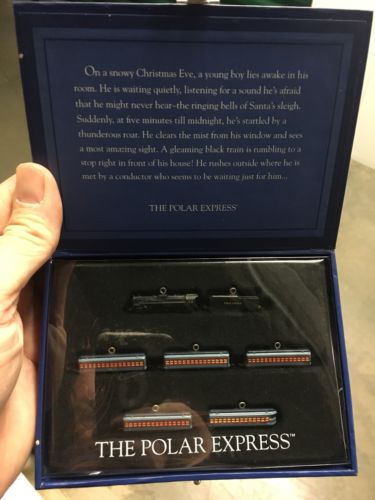 On a snowy Christmas Eve, a young boy lies awake in his
room. He is waiting quietly, listening for a sound he's afraid
that he might never hear–the ringing bells of Santa's sleigh.
Suddenly, at five minutes till midnight, he's startled by a
thunderous roar. He clears the mist from his window and sees
a most amazing sight. A gleaming black train is rumbling to a
stop right in front of his house! He rushes outside where he is
met by a conductor who seems to be waiting just for him...
THE POLAR EXPRESS
THE POLAR EXPRESS™